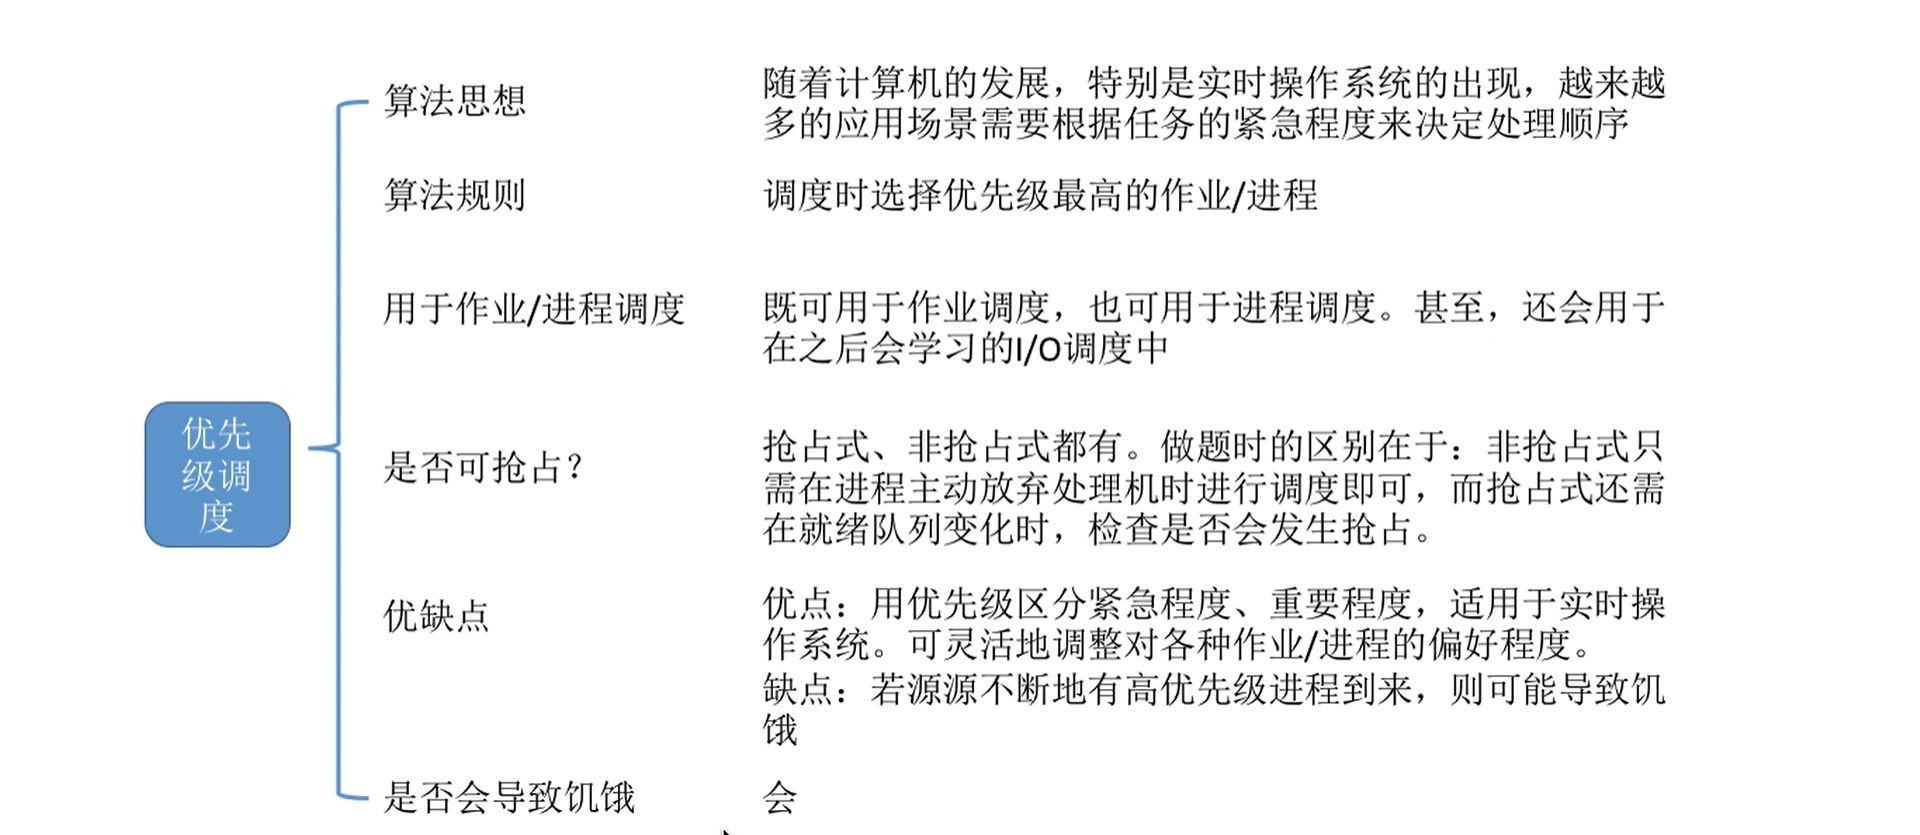 优先
级调
度
算法思想
随着计算机的发展，特别是实时操作系统的出现，越来越
多的应用场景需要根据任务的紧急程度来决定处理顺序
算法规则
调度时选择优先级最高的作业/进程
用于作业/进程调度
既可用于作业调度，也可用于进程调度。甚至，还会用于
在之后会学习的I/O调度中
是否可抢占？
抢占式、非抢占式都有。做题时的区别在于：非抢占式只
需在进程主动放弃处理机时进行调度即可，而抢占式还需
在就绪队列变化时，检查是否会发生抢占。
优缺点
优点：用优先级区分紧急程度、重要程度，适用于实时操
作系统。可灵活地调整对各种作业/进程的偏好程度。
缺点：若源源不断地有高优先级进程到来，则可能导致饥
饿
是否会导致饥饿
会